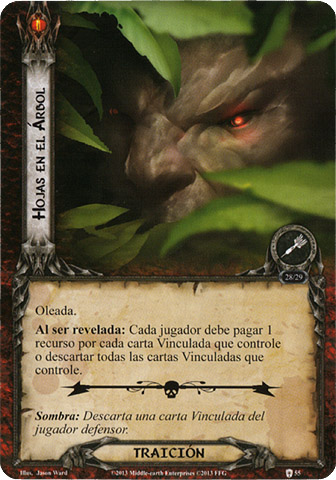 HOJAS EN EL ÁRBOL
28/29
Oleada.
Al ser revelada: Cada jugador debe pagar 1
recurso por cada carta Vinculada que controle
o descartar todas las cartas Vinculadas que
controle.
Sombra: Descarta una carta Vinculada del
jugador defensor.
TRAICIÓN
Illus. Jason Ward ©2013 Middle-earth Enterprises ©2013 FFG 55